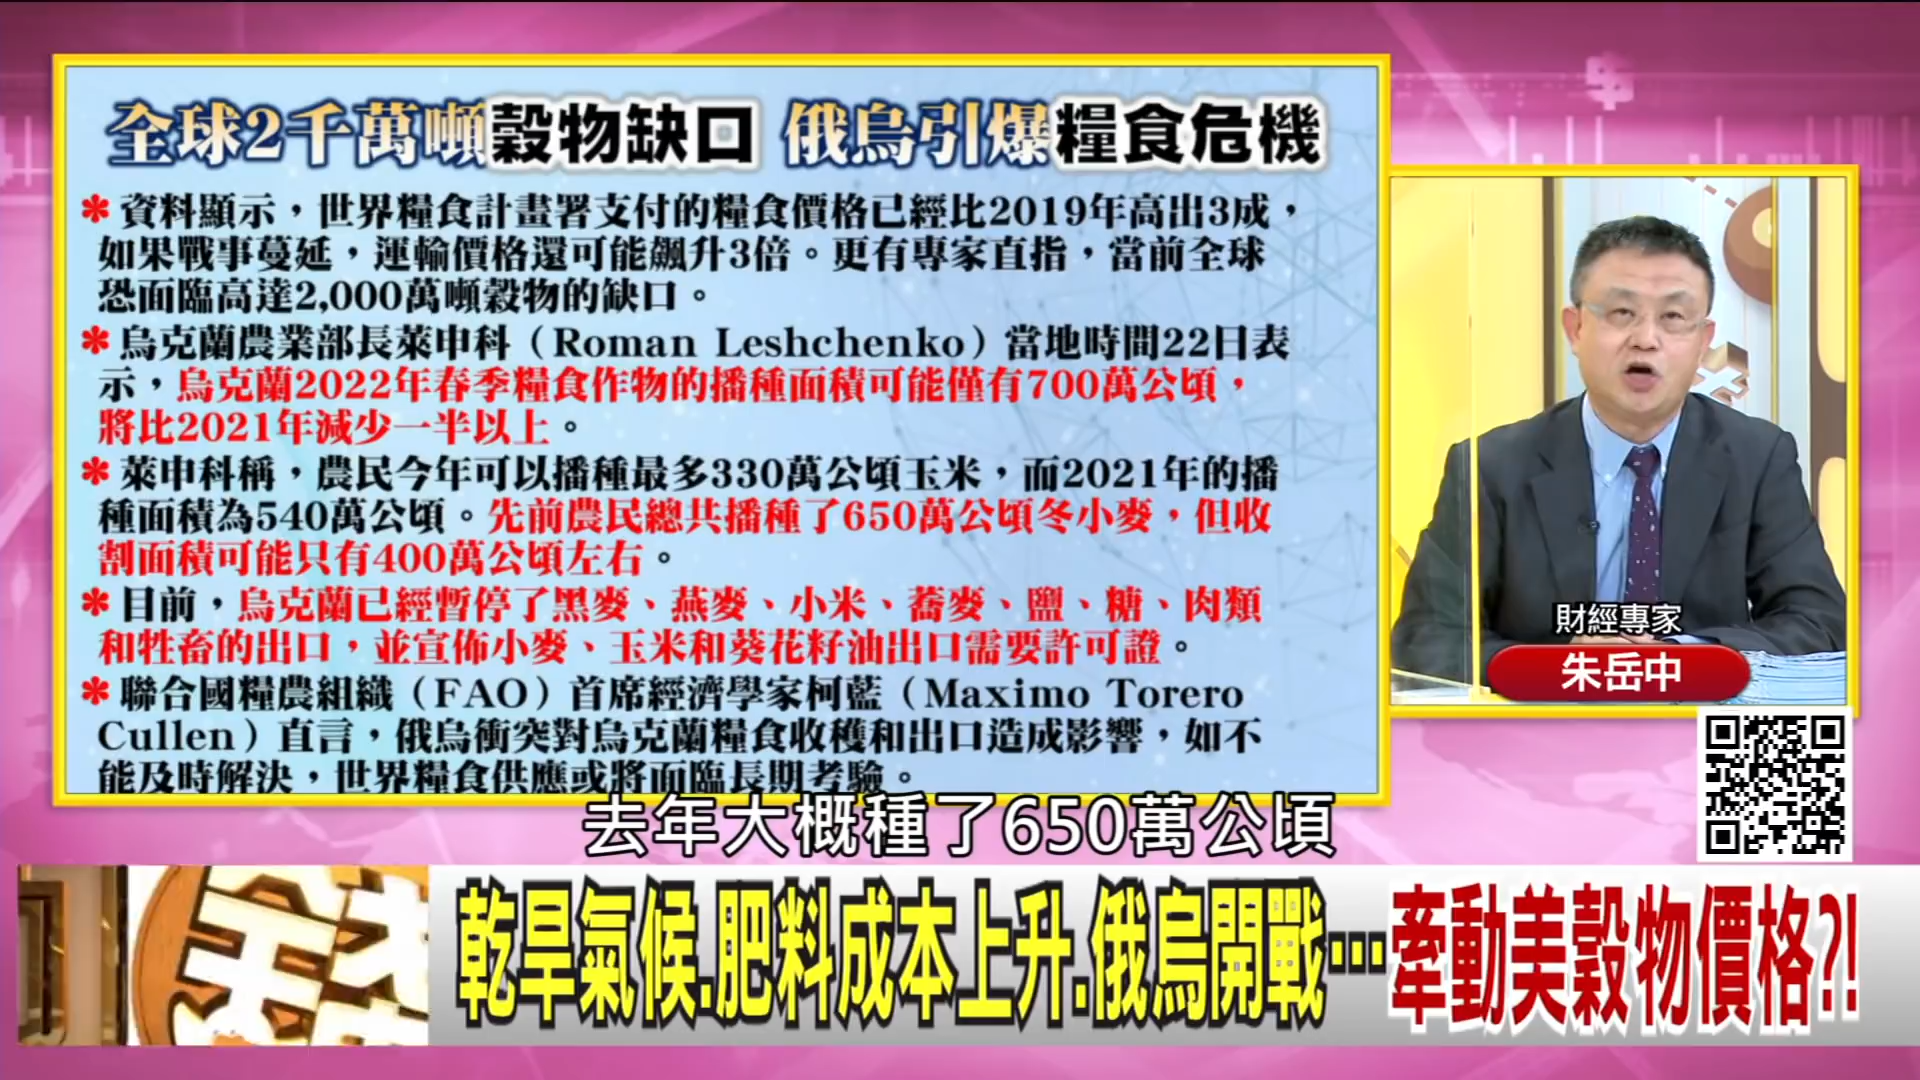 全球2千萬噸穀物缺口 俄烏引爆糧食危機
* 資料顯示，世界糧食計畫署支付的糧食價格已經比2019年高出3成，
如果戰事蔓延，運輸價格還可能飆升3倍。更有專家直指，當前全球
恐面臨高達2,000萬噸穀物的缺口。
* 烏克蘭農業部長萊申科（Roman Leshchenko）當地時間22日表
示，烏克蘭2022年春季糧食作物的播種面積可能僅有700萬公頃，
將比2021年減少一半以上。
* 萊申科稱，農民今年可以播種最多330萬公頃玉米，而2021年的播
種面積為540萬公頃。先前農民總共播種了650萬公頃冬小麥，但收
割面積可能只有400萬公頃左右。
* 目前，烏克蘭已經暫停了黑麥、燕麥、小米、蕎麥、鹽、糖、肉類
和牲畜的出口，並宣佈小麥、玉米和葵花籽油出口需要許可證。
* 聯合國糧農組織（FAO）首席經濟學家柯藍（Maximo Torero
Cullen）直言，俄烏衝突對烏克蘭糧食收穫和出口造成影響，如不
能及時解決，世界糧食供應或將面臨長期考驗。
財經專家
朱岳中
去年大概種了650萬公頃
乾旱氣候.肥料成本上升.俄烏開戰…牽動美穀物價格?!